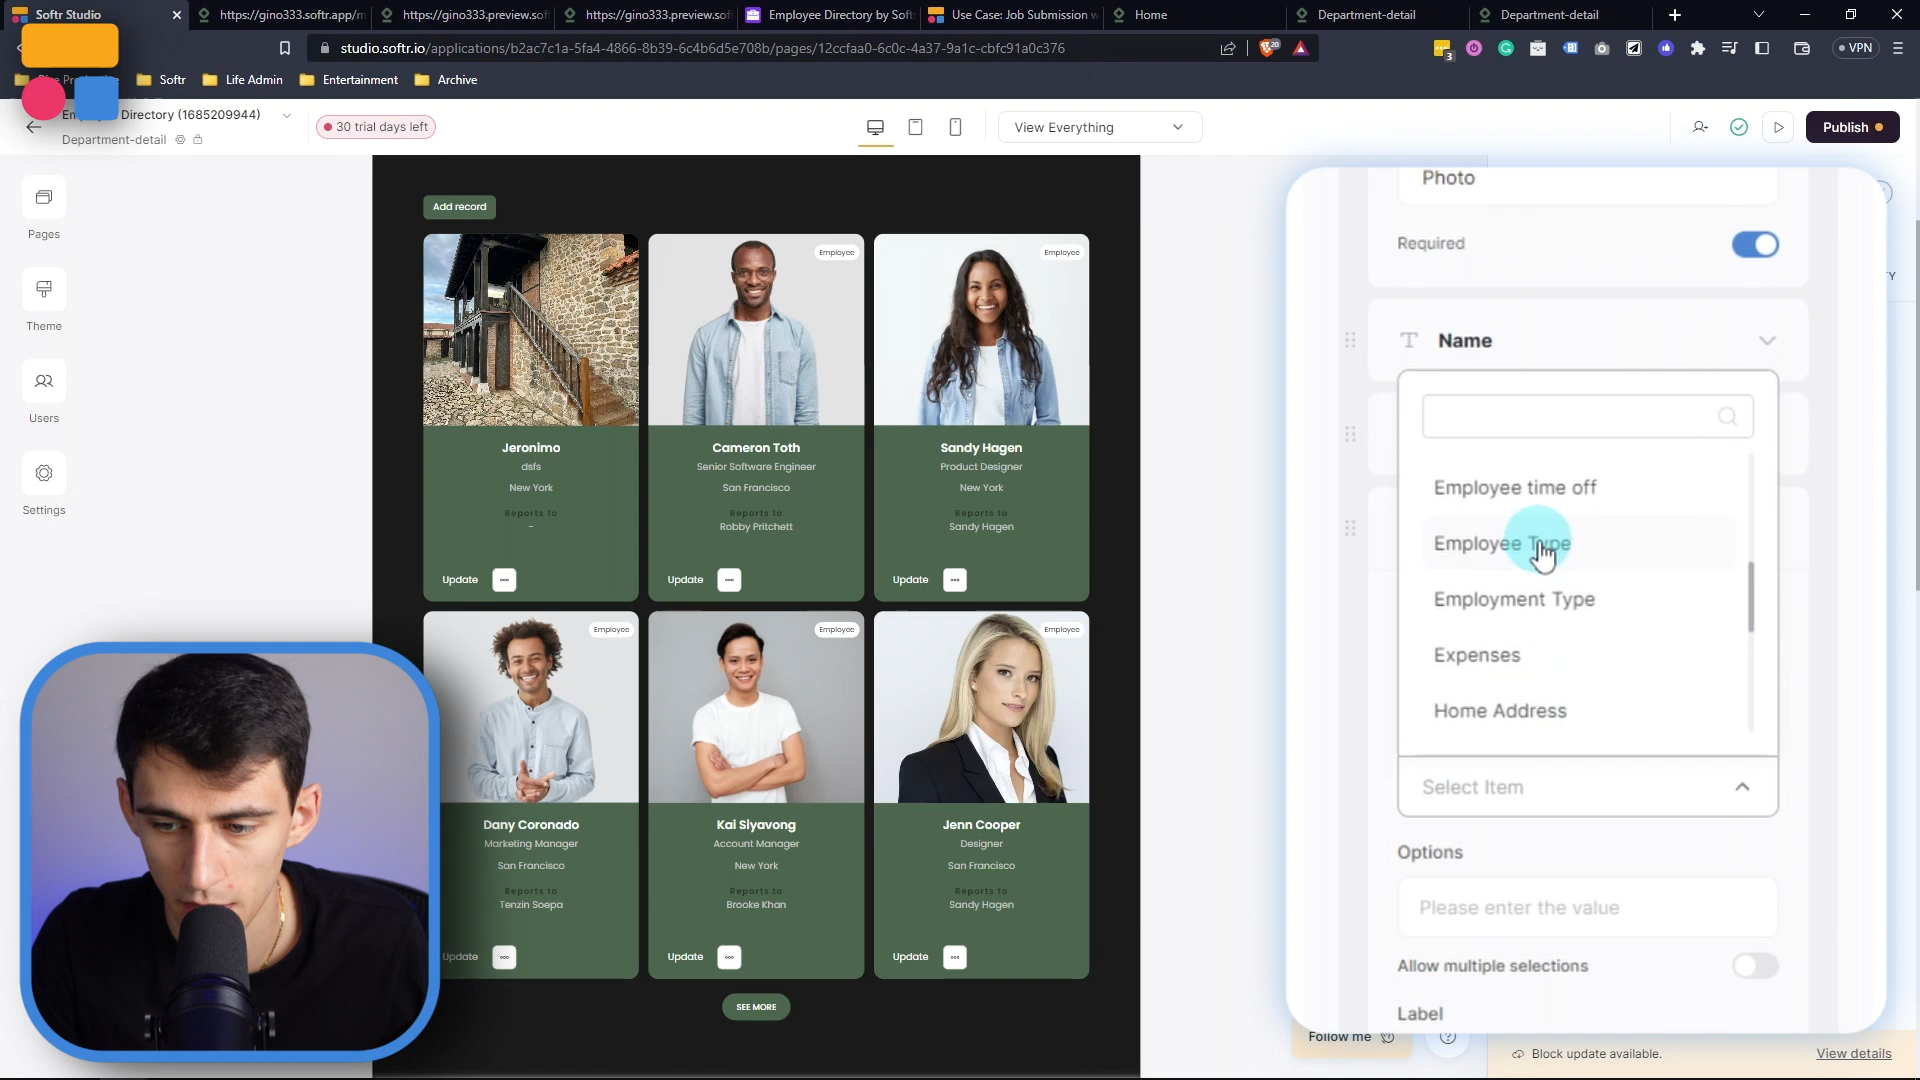 Softr Studio
https://gino333.softr.app/m
https://gino333.preview.sof
https://gino333.preview.sof
Employee Directory by Soft
Use Case: Job Submission w
Home
Department-detail
Department-detail
studio.softr.io/applications/b2ac7c1a-5fa4-4866-8b39-6c4b6d5e708b/pages/12ccfaa0-6c0c-4a37-9a1c-cbfc91a0c376
20
3
VPN
Softr
Life Admin
Entertainment
Archive
Directory (1685209944)
Department-detail
30 trial days left
View Everything
Publish
Pages
Theme
Users
Settings
Add record
Jeronimo
dsfs
New York
Reports to
-
Update
Employee
Cameron Toth
Senior Software Engineer
San Francisco
Reports to
Robby Pritchett
Update
Employee
Sandy Hagen
Product Designer
New York
Reports to
Sandy Hagen
Update
Employee
Dany Coronado
Marketing Manager
San Francisco
Reports to
Tenzin Soepa
Update
Employee
Kai Siyavong
Account Manager
New York
Reports to
Brooke Khan
Update
Employee
Jenn Cooper
Designer
San Francisco
Reports to
Sandy Hagen
Update
SEE MORE
Photo
Required
Name
Employee time off
Employee Type
Employment Type
Expenses
Home Address
Select Item
Options
Please enter the value
Allow multiple selections
Label
Follow me
Block update available.
View details